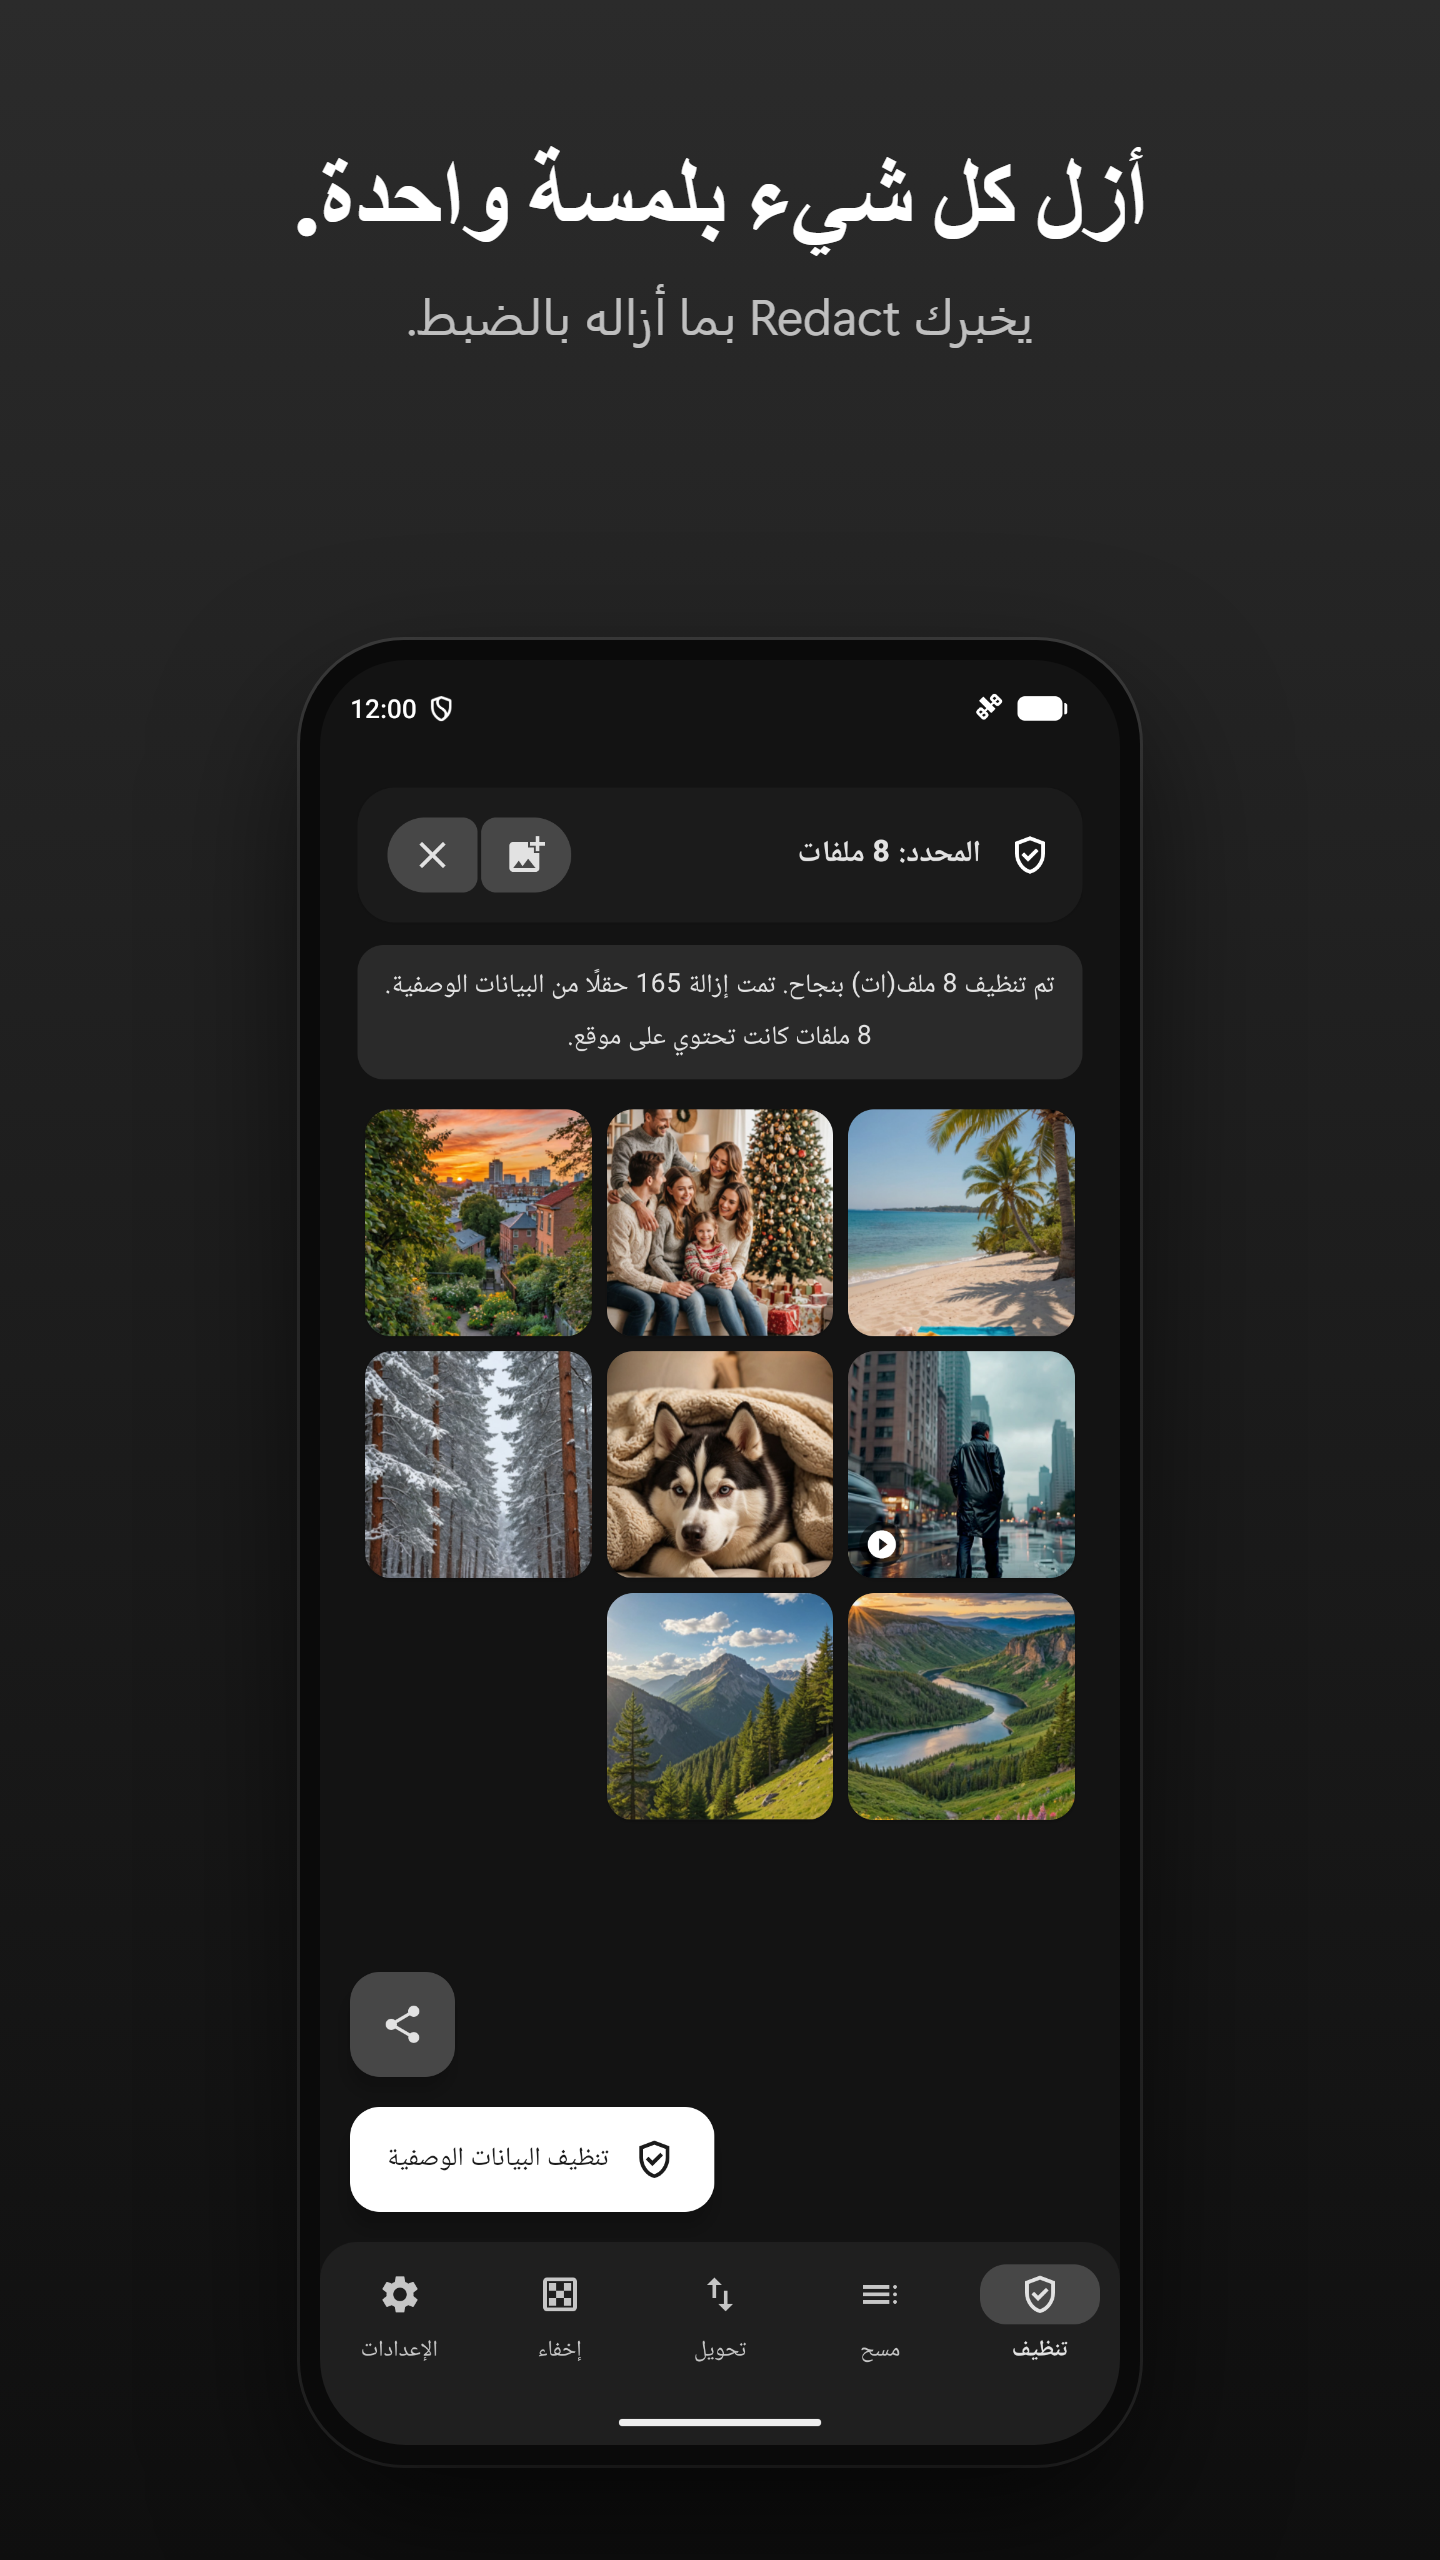 أزل كل شيء بلمسة واحدة.
يخبرك Redact بما أزاله بالضبط.
12:00
المحدد: 8 ملفات
تم تنظيف 8 ملف(ات) بنجاح. تمت إزالة 165 حقلًا من البيانات الوصفية.
8 ملفات كانت تحتوي على موقع.
تنظيف البيانات الوصفية
تنظيف
مسح
تحويل
إخفاء
الإعدادات